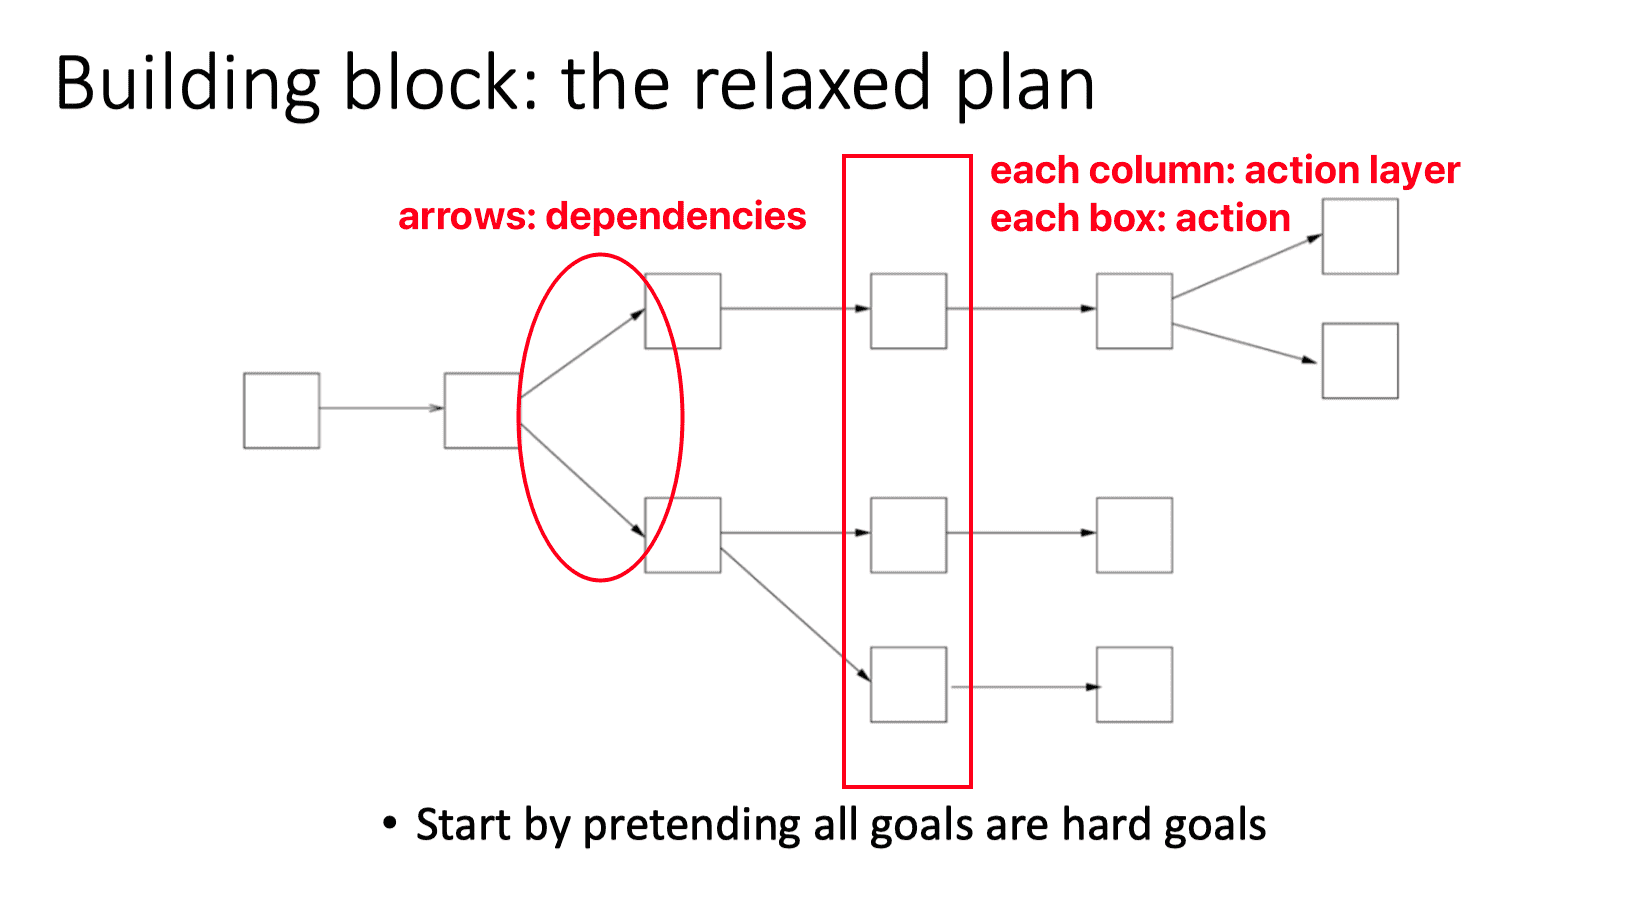 Building block: the relaxed plan
each column: action layer
arrows: dependencies
each box: action
• Start by pretending all goals are hard goals